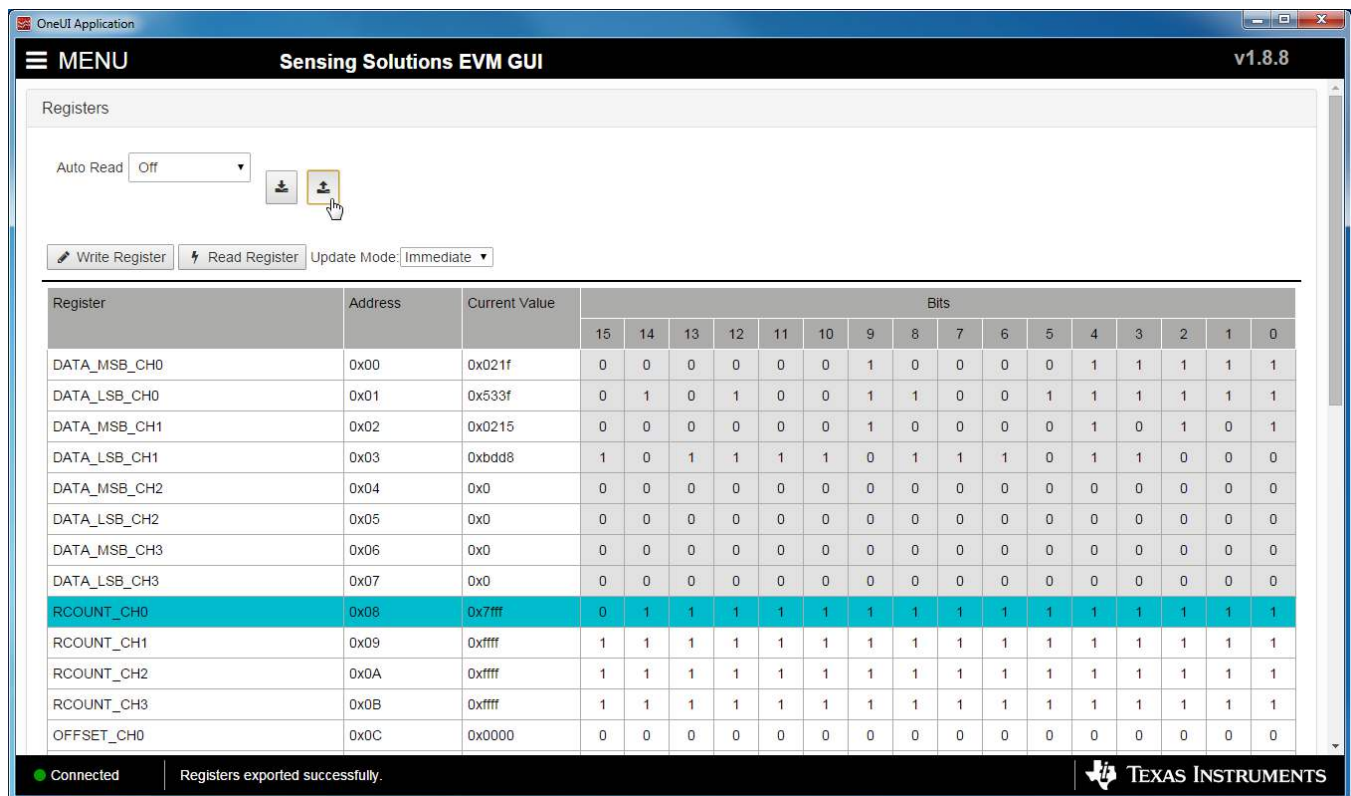 OneUI Application
MENU Sensing Solutions EVM GUI v1.8.8
Registers
Auto Read Off
Write Register Read Register Update Mode: Immediate
Register Address Current Value Bits
15 14 13 12 11 10 9 8 7 6 5 4 3 2 1 0
DATA_MSB_CH0 0x00 0x021f 0 0 0 0 0 0 1 0 0 0 0 1 1 1 1 1
DATA_LSB_CH0 0x01 0x533f 0 1 0 1 0 0 1 1 0 0 1 1 1 1 1 1
DATA_MSB_CH1 0x02 0x0215 0 0 0 0 0 0 1 0 0 0 0 1 0 1 0 1
DATA_LSB_CH1 0x03 0xbdd8 1 0 1 1 1 1 0 1 1 1 0 1 1 0 0 0
DATA_MSB_CH2 0x04 0x0 0 0 0 0 0 0 0 0 0 0 0 0 0 0 0 0
DATA_LSB_CH2 0x05 0x0 0 0 0 0 0 0 0 0 0 0 0 0 0 0 0 0
DATA_MSB_CH3 0x06 0x0 0 0 0 0 0 0 0 0 0 0 0 0 0 0 0 0
DATA_LSB_CH3 0x07 0x0 0 0 0 0 0 0 0 0 0 0 0 0 0 0 0 0
RCOUNT_CH0 0x08 0x7fff 0 1 1 1 1 1 1 1 1 1 1 1 1 1 1 1
RCOUNT_CH1 0x09 0xffff 1 1 1 1 1 1 1 1 1 1 1 1 1 1 1 1
RCOUNT_CH2 0x0A 0xffff 1 1 1 1 1 1 1 1 1 1 1 1 1 1 1 1
RCOUNT_CH3 0x0B 0xffff 1 1 1 1 1 1 1 1 1 1 1 1 1 1 1 1
OFFSET_CH0 0x0C 0x0000 0 0 0 0 0 0 0 0 0 0 0 0 0 0 0 0
Connected Registers exported successfully. TEXAS INSTRUMENTS